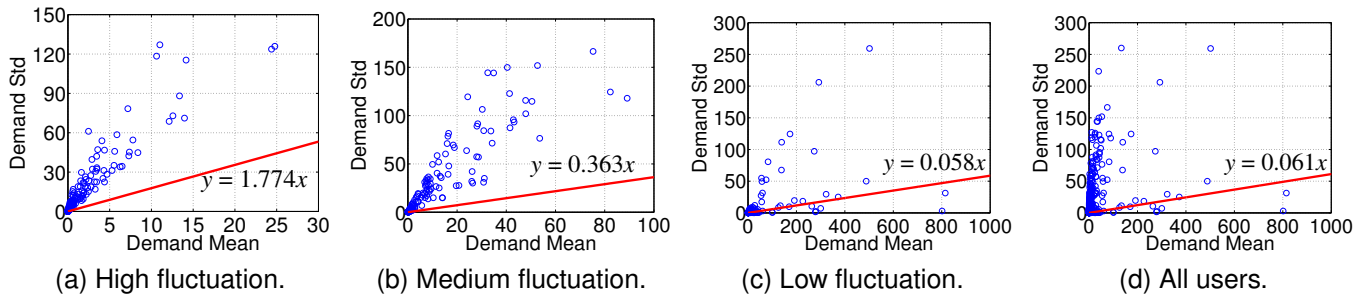 150
120
90
60
30
0
0 5 10 15 20 25 30
Demand Std
Demand Mean
y = 1.774x
(a) High fluctuation.
200
150
100
50
0
0 20 40 60 80 100
Demand Std
Demand Mean
y = 0.363x
(b) Medium fluctuation.
300
250
200
150
100
50
0
0 200 400 600 800 1000
Demand Std
Demand Mean
y = 0.058x
(c) Low fluctuation.
300
250
200
150
100
50
0
0 200 400 600 800 1000
Demand Std
Demand Mean
y = 0.061x
(d) All users.